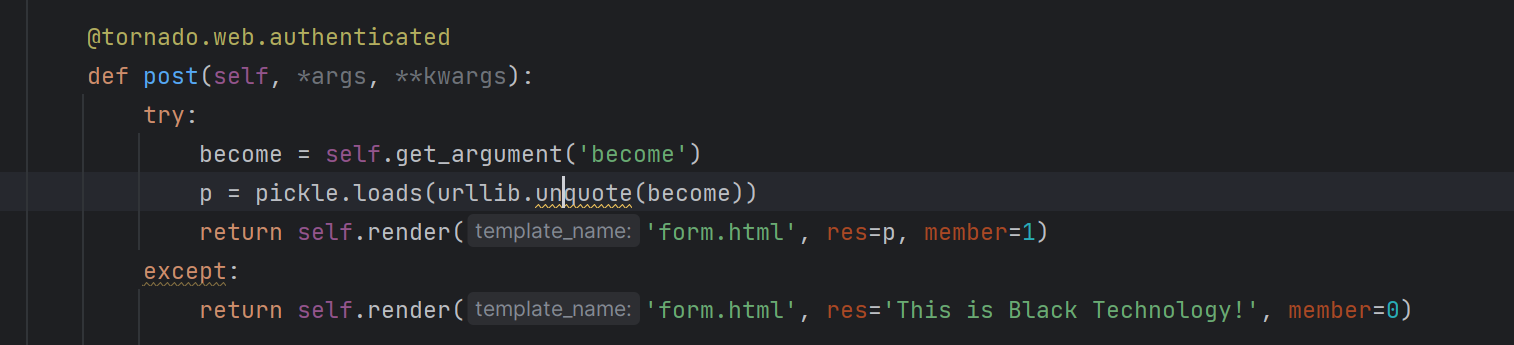 @tornado.web.authenticated
def post(self, *args, **kwargs):
try:
become = self.get_argument('become')
p = pickle.loads(urllib.unquote(become))
return self.render( template_name: 'form.html', res=p, member=1)
except:
return self.render( template_name: 'form.html', res='This is Black Technology!', member=0)